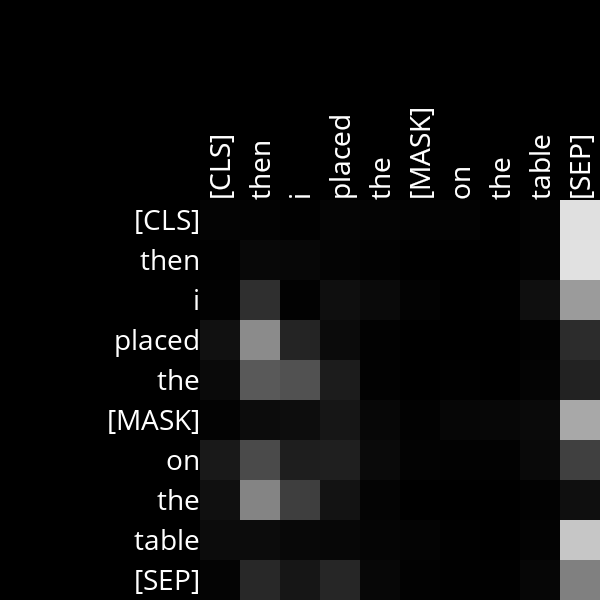 [CLS] then i placed the [MASK] on the table [SEP]
[CLS]
then
i
placed
the
[MASK]
on
the
table
[SEP]